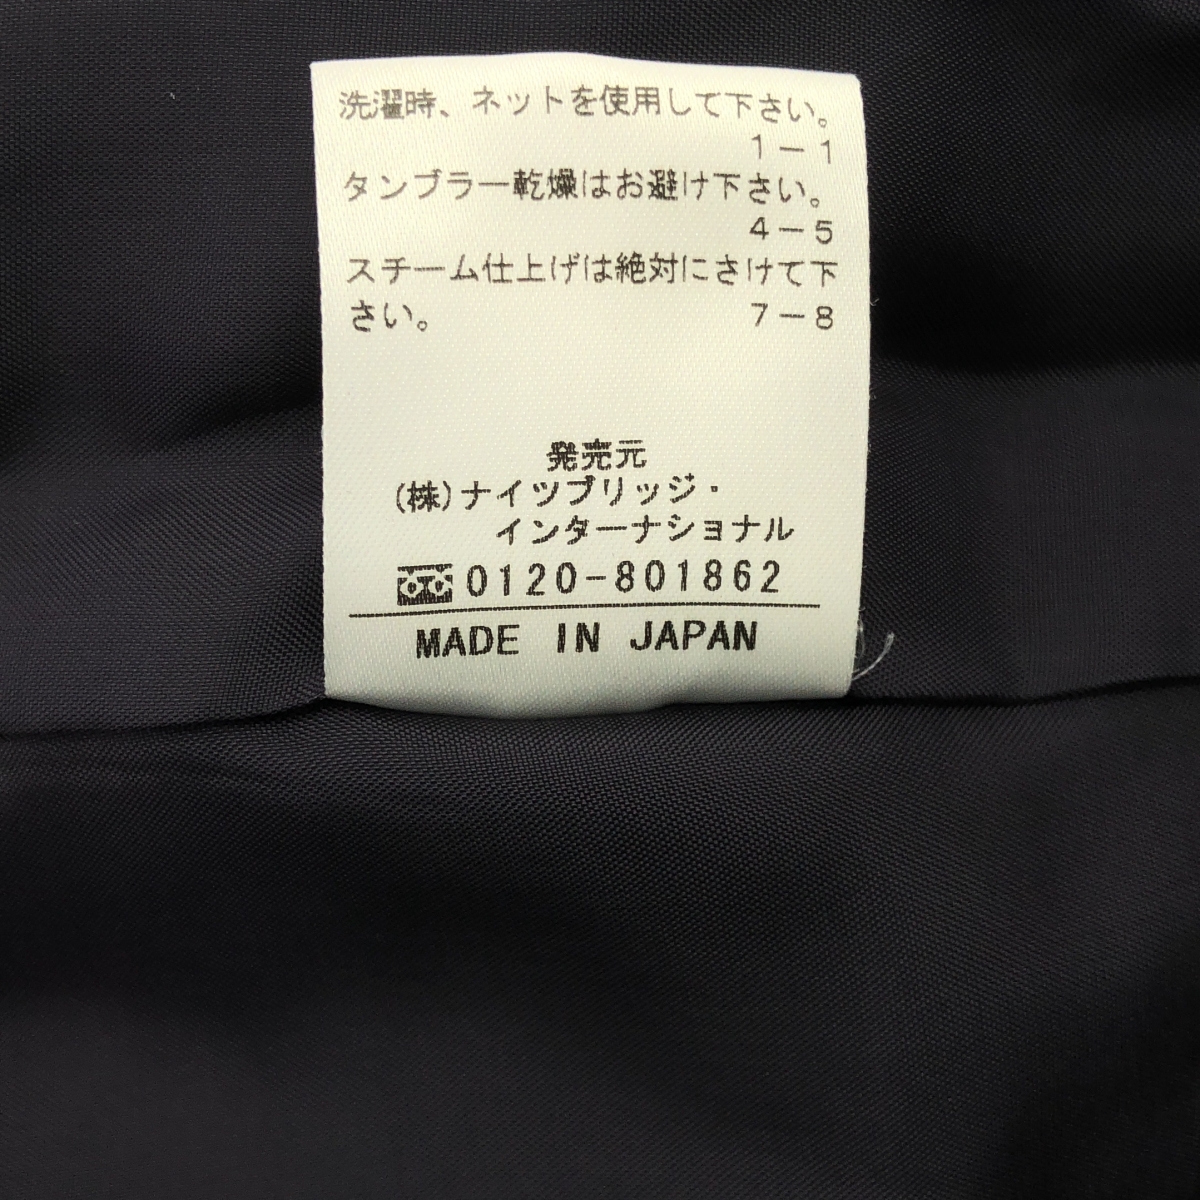 洗濯時、ネットを使用して下さい。
1－1
タンブラー乾燥はお避け下さい。
4－5
スチーム仕上げは絶対にさけて下
さい。 7－8
発売元
(株)ナイツブリッジ・
インターナショナル
0120-801862
MADE IN JAPAN